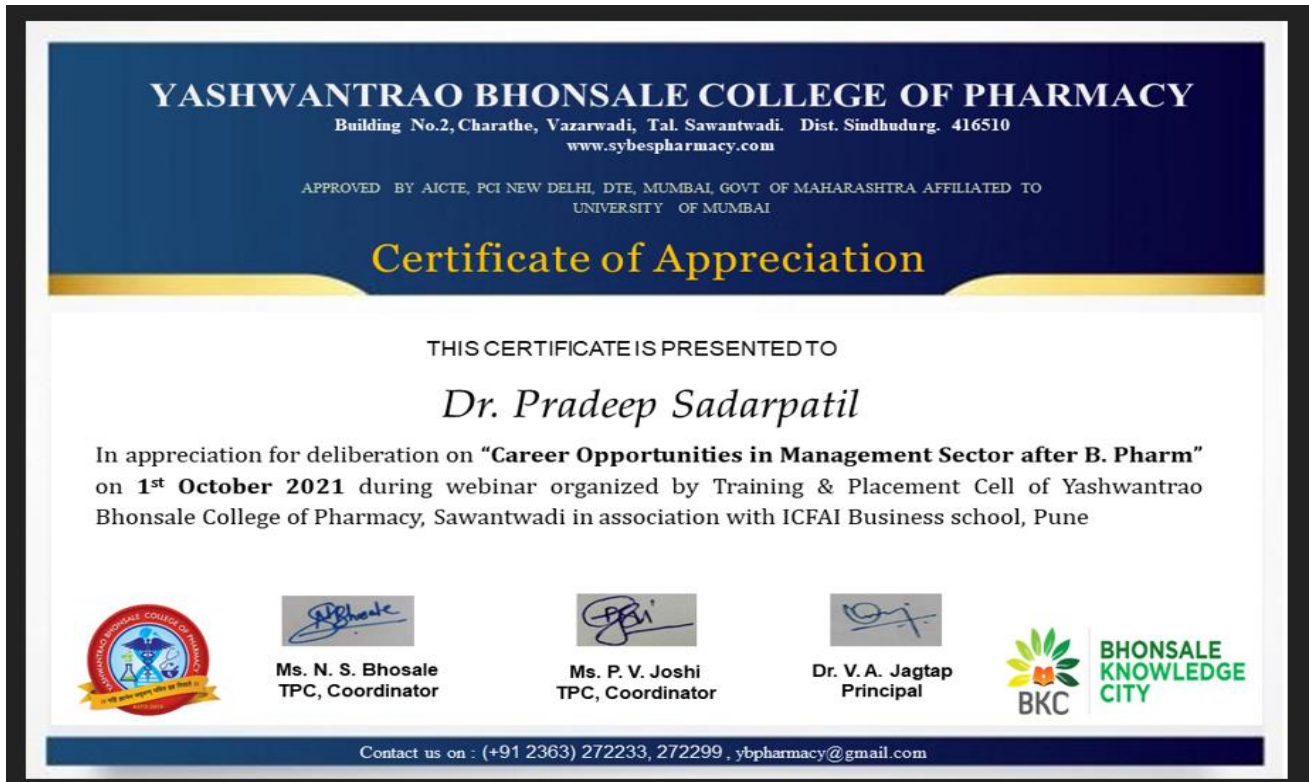 YASHWANTRAO BHONSALE COLLEGE OF PHARMACY
Building No.2, Charathe, Vazarwadi, Tal. Sawantwadi. Dist. Sindhudurg. 416510
www.sybespharmacy.com
APPROVED BY AICTE, PCI NEW DELHI, DTE, MUMBAI, GOVT OF MAHARASHTRA AFFILIATED TO
UNIVERSITY OF MUMBAI
Certificate of Appreciation
THIS CERTIFICATE IS PRESENTED TO
Dr. Pradeep Sadarpatil
In appreciation for deliberation on “Career Opportunities in Management Sector after B. Pharm”
on 1st October 2021 during webinar organized by Training & Placement Cell of Yashwantrao
Bhonsale College of Pharmacy, Sawantwadi in association with ICFAI Business school, Pune
YASHWANTRAO BHONSALE COLLEGE OF PHARMACY
Ms. N. S. Bhosale
TPC, Coordinator
Ms. P. V. Joshi
TPC, Coordinator
Dr. V. A. Jagtap
Principal
BKC
BHONSALE
KNOWLEDGE
CITY
Contact us on : (+91 2363) 272233, 272299 , ybpharmacy@gmail.com